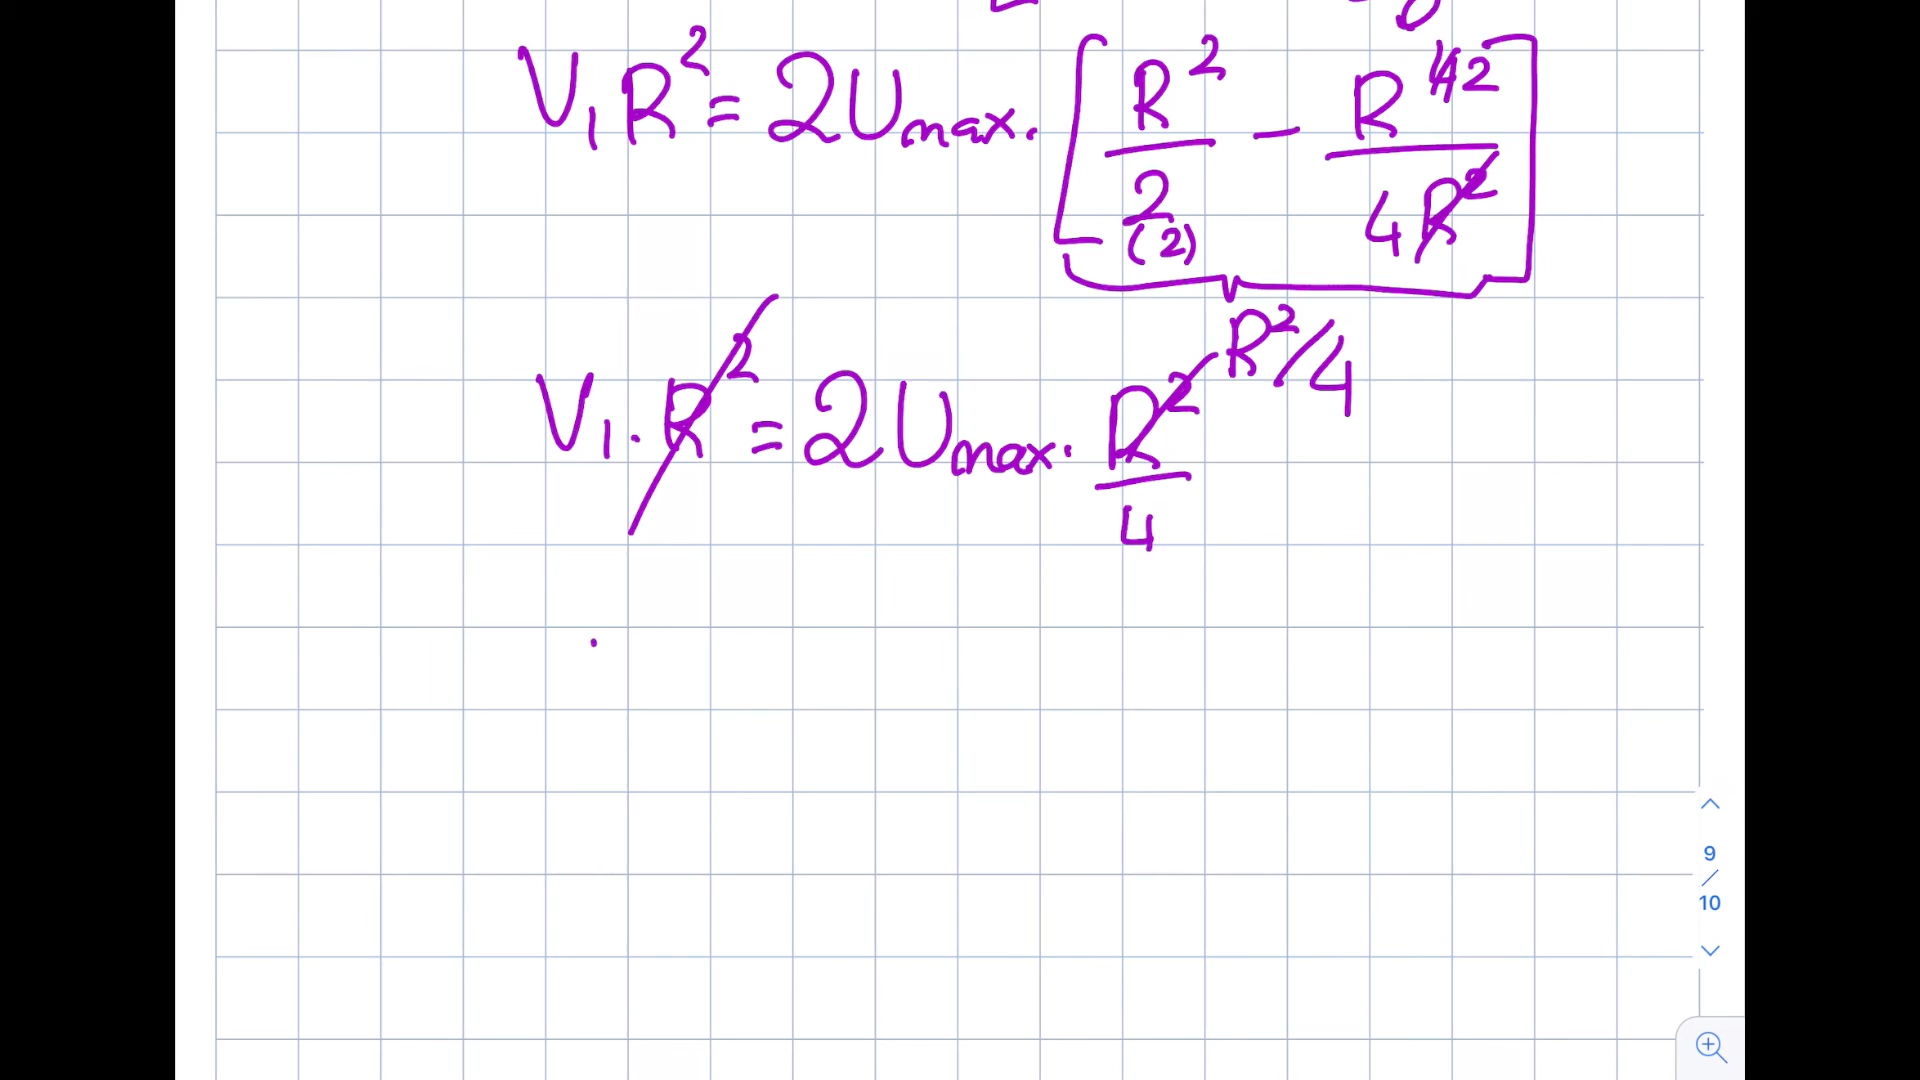 V₁R² = 2Umax. [R²/2 (2) − R⁴2/4R²]
R²/4
V₁.R² = 2Umax. R²/4
9
/
10